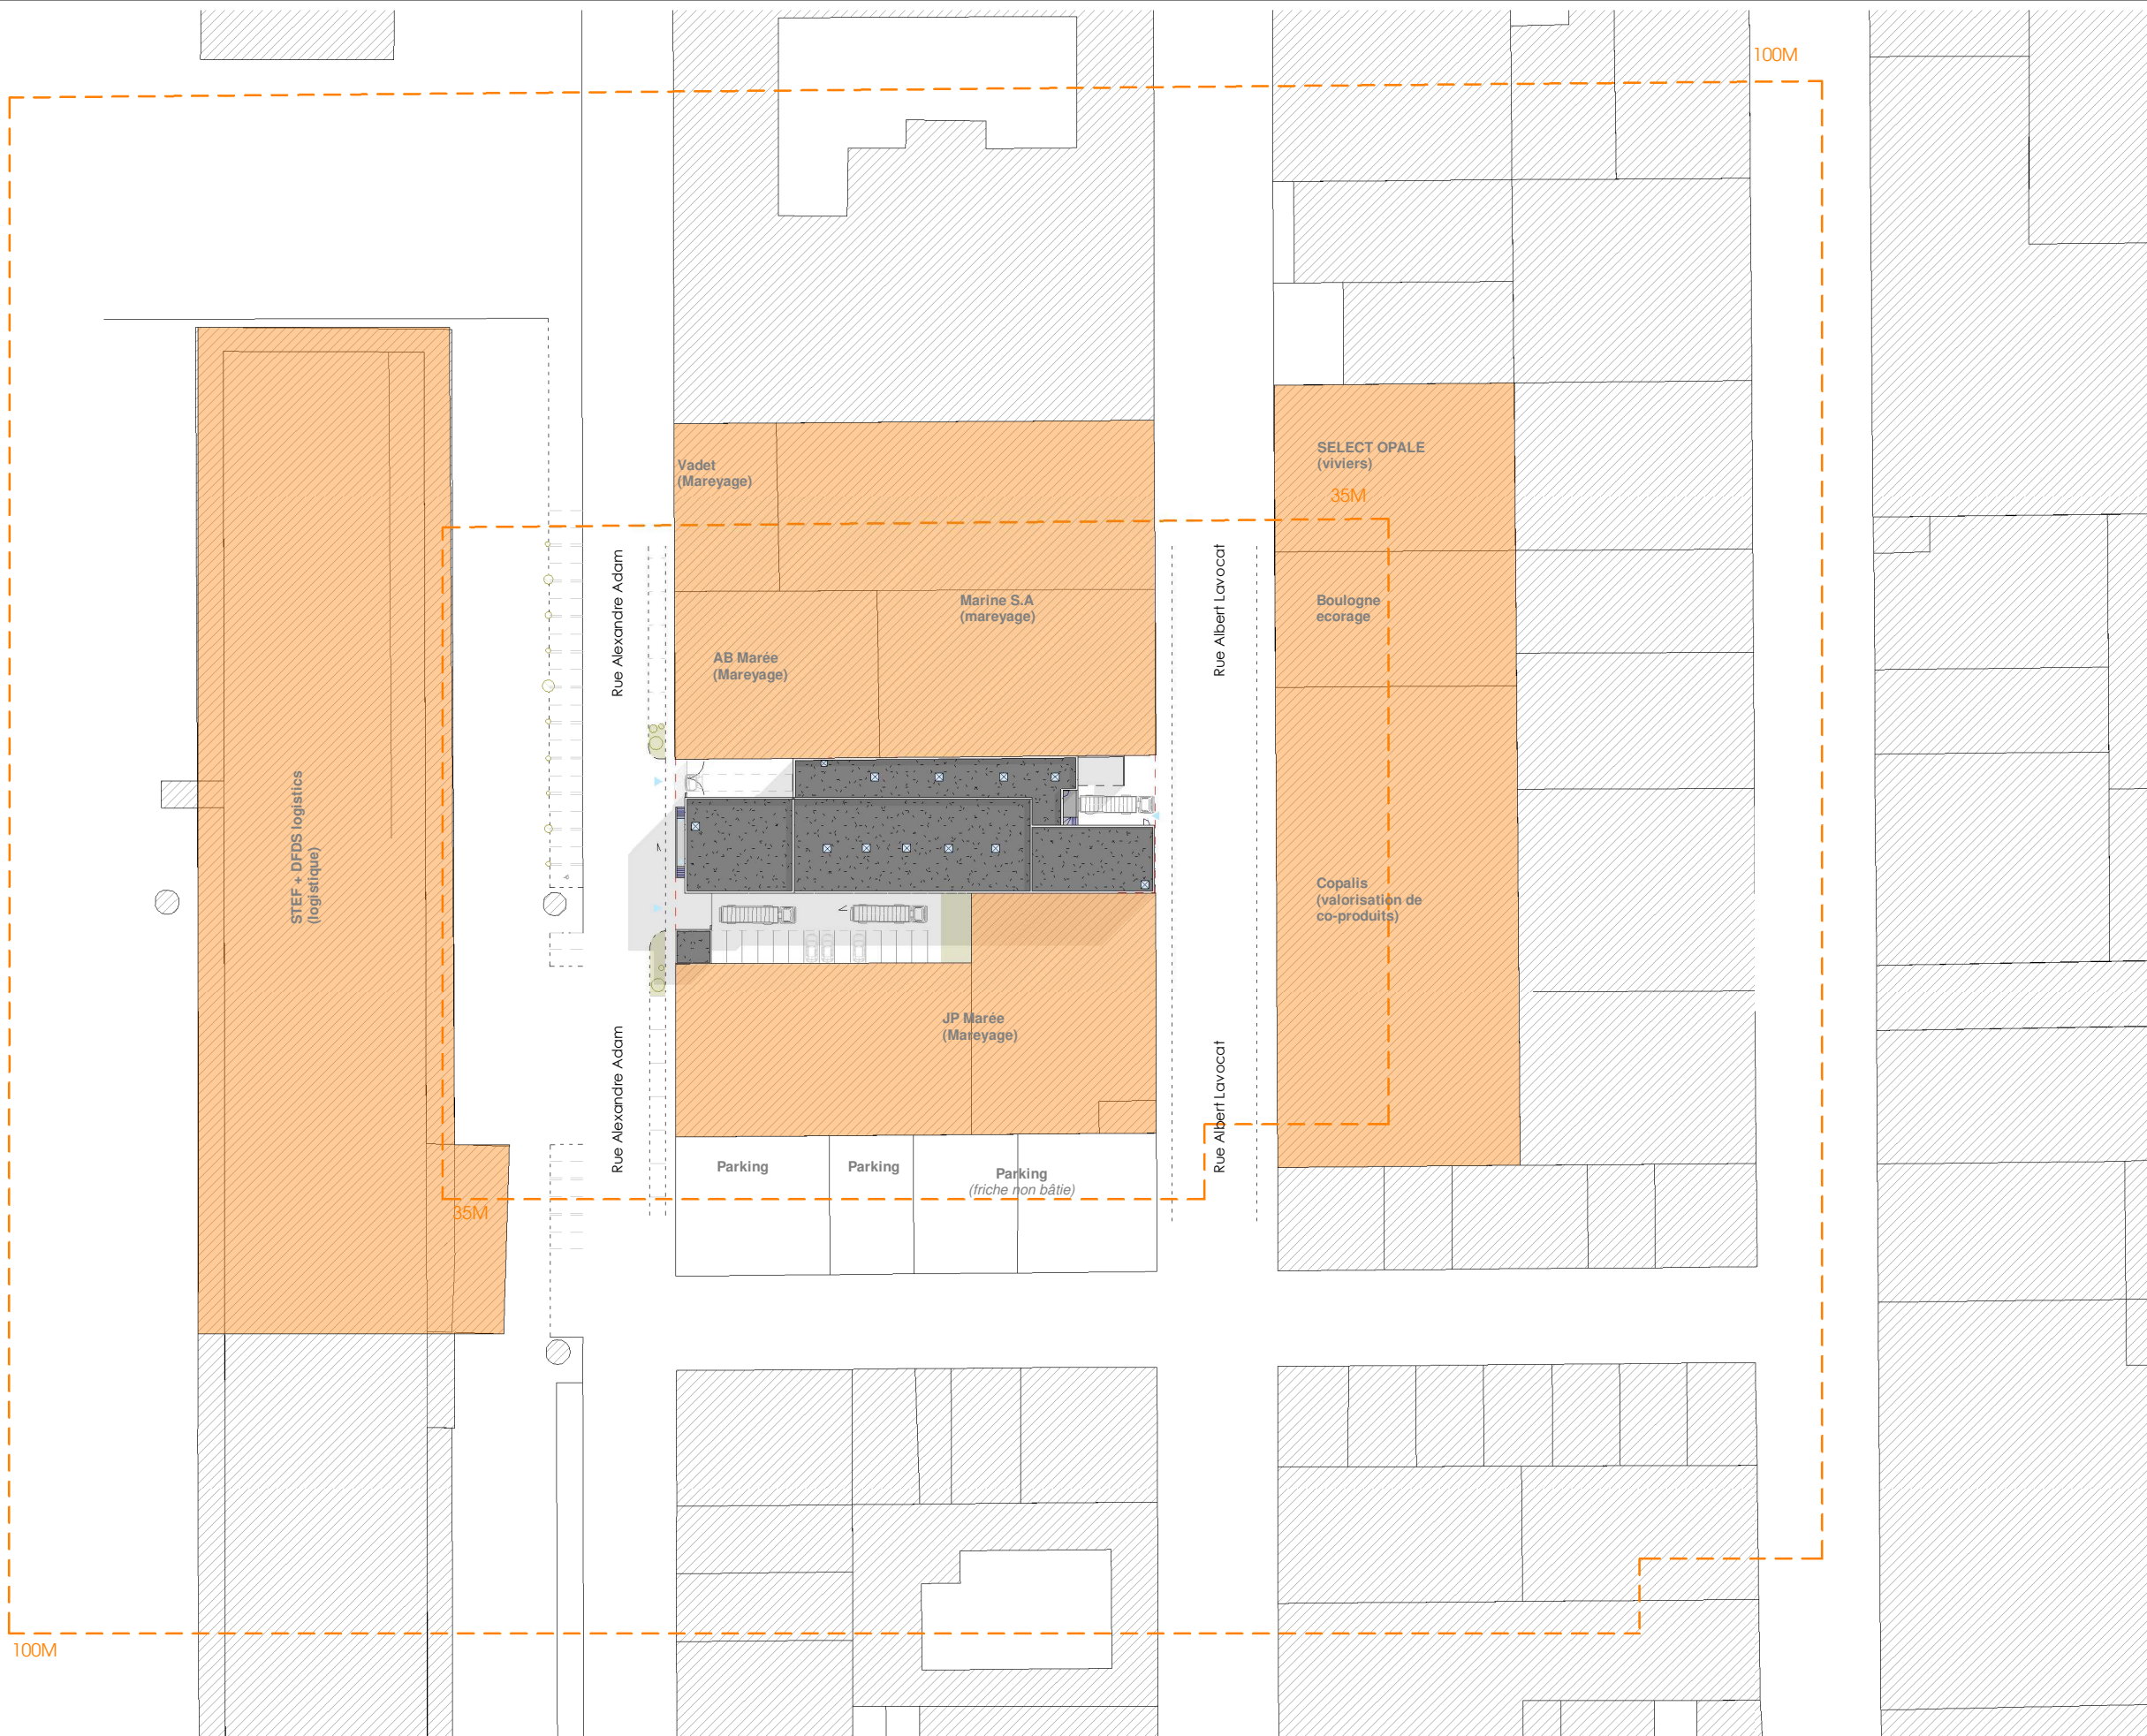 100M
SELECT OPALE
(viviers)
Vadet
(Mareyage)
35M
Rue Alexandre Adam
Rue Albert Lavocat
Marine S.A
(mareyage)
Boulogne
ecorage
AB Marée
(Mareyage)
STEF + DFDS logistics
(logistique)
Copalis
(valorisation de
co-produits)
JP Marée
(Mareyage)
Rue Alexandre Adam
Rue Albert Lavocat
Parking
Parking
Parking
(friche non bâtie)
35M
100M